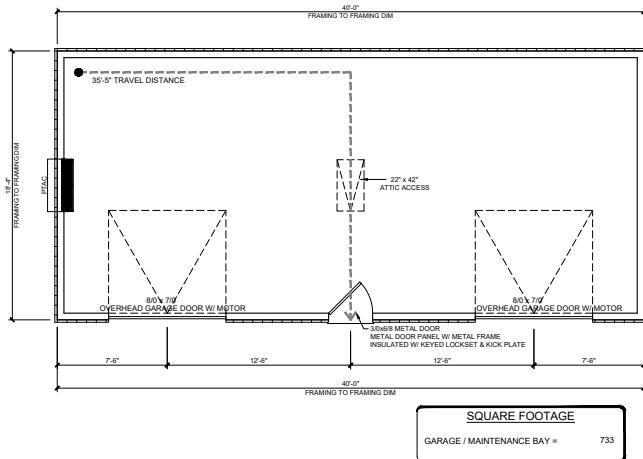 40'-0"
FRAMING TO FRAMING DIM
35'-5" TRAVEL DISTANCE
18'-4"
FRAMING TO FRAMING DIM
PTAC
22" x 42"
ATTIC ACCESS
8/0 x 7/0
OVERHEAD GARAGE DOOR W/ MOTOR
8/0 x 7/0
OVERHEAD GARAGE DOOR W/ MOTOR
3/0x6/8 METAL DOOR
METAL DOOR PANEL W/ METAL FRAME
INSULATED W/ KEYED LOCKSET & KICK PLATE
7'-6"
12'-6"
12'-6"
7'-6"
40'-0"
FRAMING TO FRAMING DIM
SQUARE FOOTAGE
GARAGE / MAINTENANCE BAY = 733